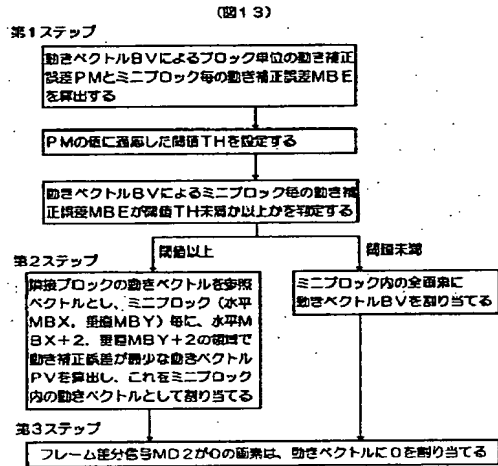 (図13)
第1ステップ
動きベクトルBVによるブロック単位の動き補正
誤差PMとミニブロック毎の動き補正誤差MBE
を算出する
PMの値に適応した閾値THを設定する
動きベクトルBVによるミニブロック毎の動き補
正誤差MBEが閾値TH未満か以上かを判定する
閾値以上
閾値未満
第2ステップ
隣接ブロックの動きベクトルを参照
ベクトルとし、ミニブロック(水平
MBX,垂直MBY)毎に、水平M
BX+2,垂直MBY+2の領域で
動き補正誤差が最少な動きベクトル
PVを算出し、これをミニブロック
内の動きベクトルとして割り当てる
ミニブロック内の全画素に
動きベクトルBVを割り当てる
第3ステップ
フレーム差分信号MD2が0の画素は、動きベクトルに0を割り当てる